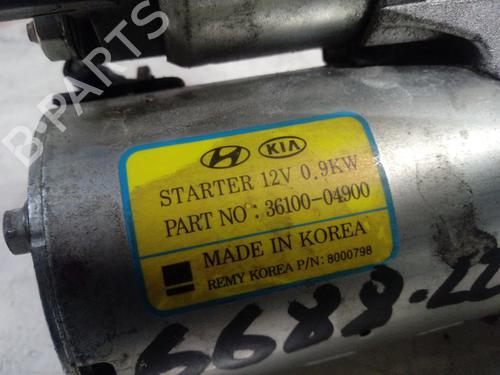 B-PARTS
KIA
STARTER 12V 0.9KW
PART NO : 36100-04900
MADE IN KOREA
REMY KOREA P/N: 8000798